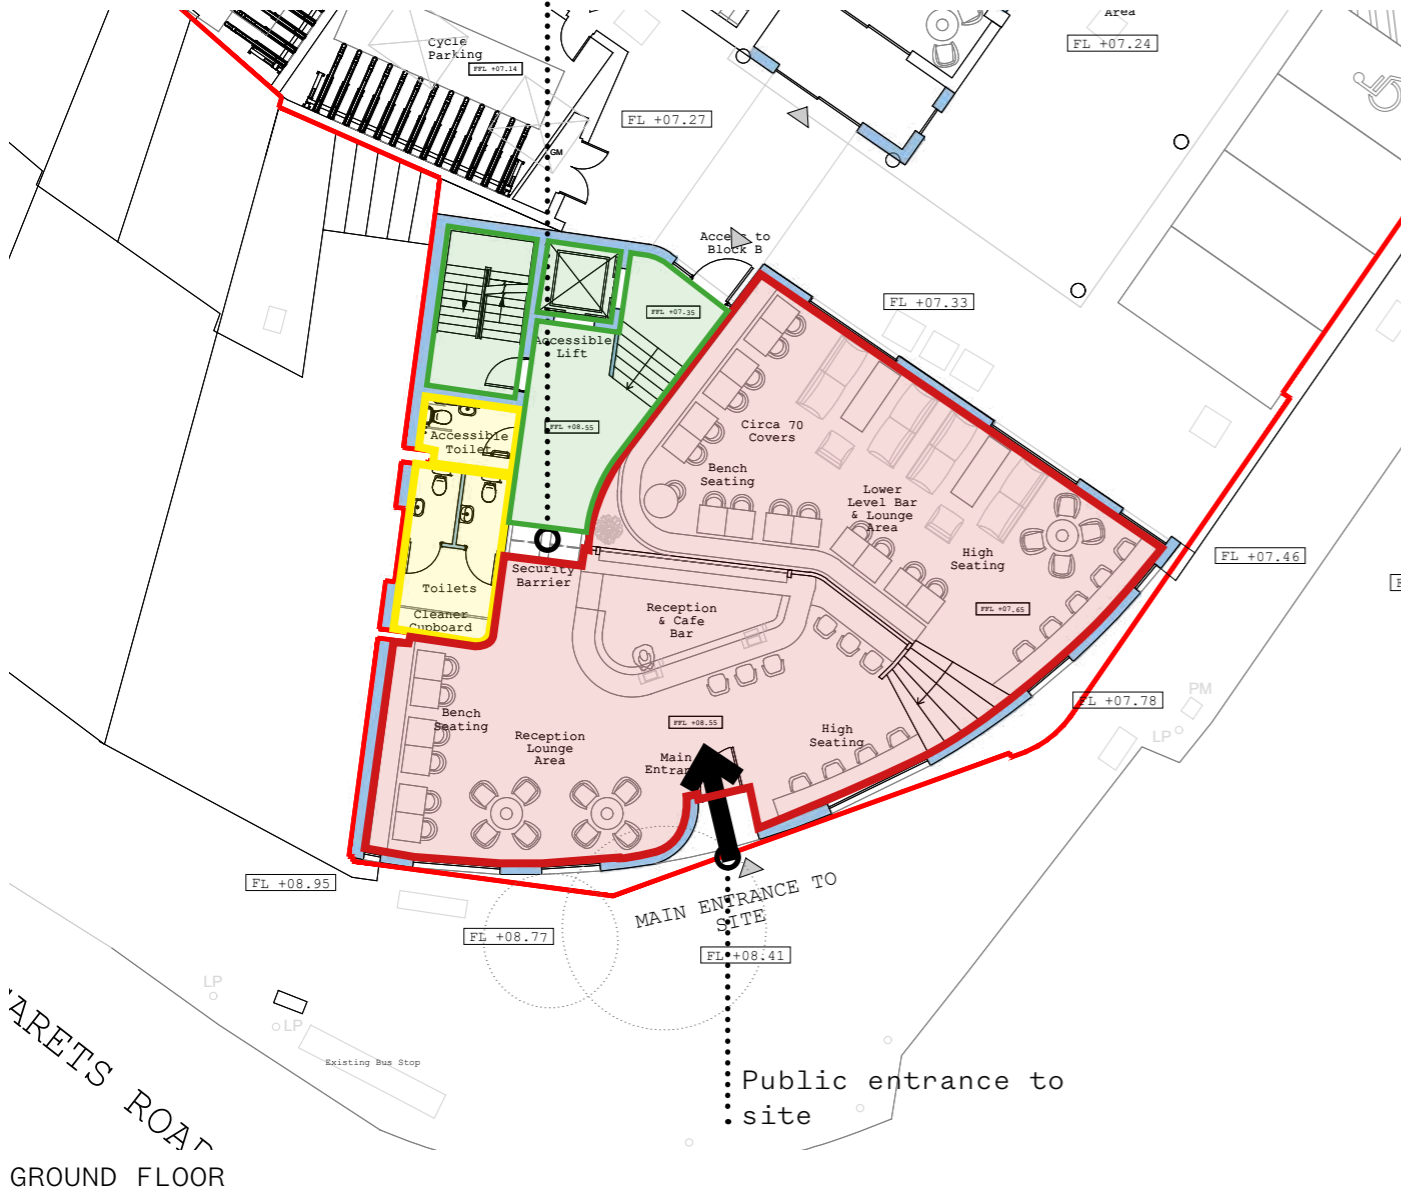 Area
FL +07.24
Cycle
Parking
FFL +07.14
FL +07.27
GM
Access to
Block B
FL +07.33
FFL +07.35
Accessible
Lift
FFL +08.55
Accessible
Toilet
Circa 70
Covers
Bench
Seating
Lower
Level Bar
& Lounge
Area
High
Seating
FL +07.46
FFL +07.65
Security
Barrier
Toilets
Cleaner
Cupboard
Reception
& Cafe
Bar
FL +07.78
PM
LP
Bench
Seating
Reception
Lounge
Area
FFL +08.55
High
Seating
Main
Entrance
FL +08.95
MAIN ENTRANCE TO
SITE
FL +08.77
FL +08.41
LP
LP
Existing Bus Stop
ARETS ROAD
Public entrance to
site
GROUND FLOOR